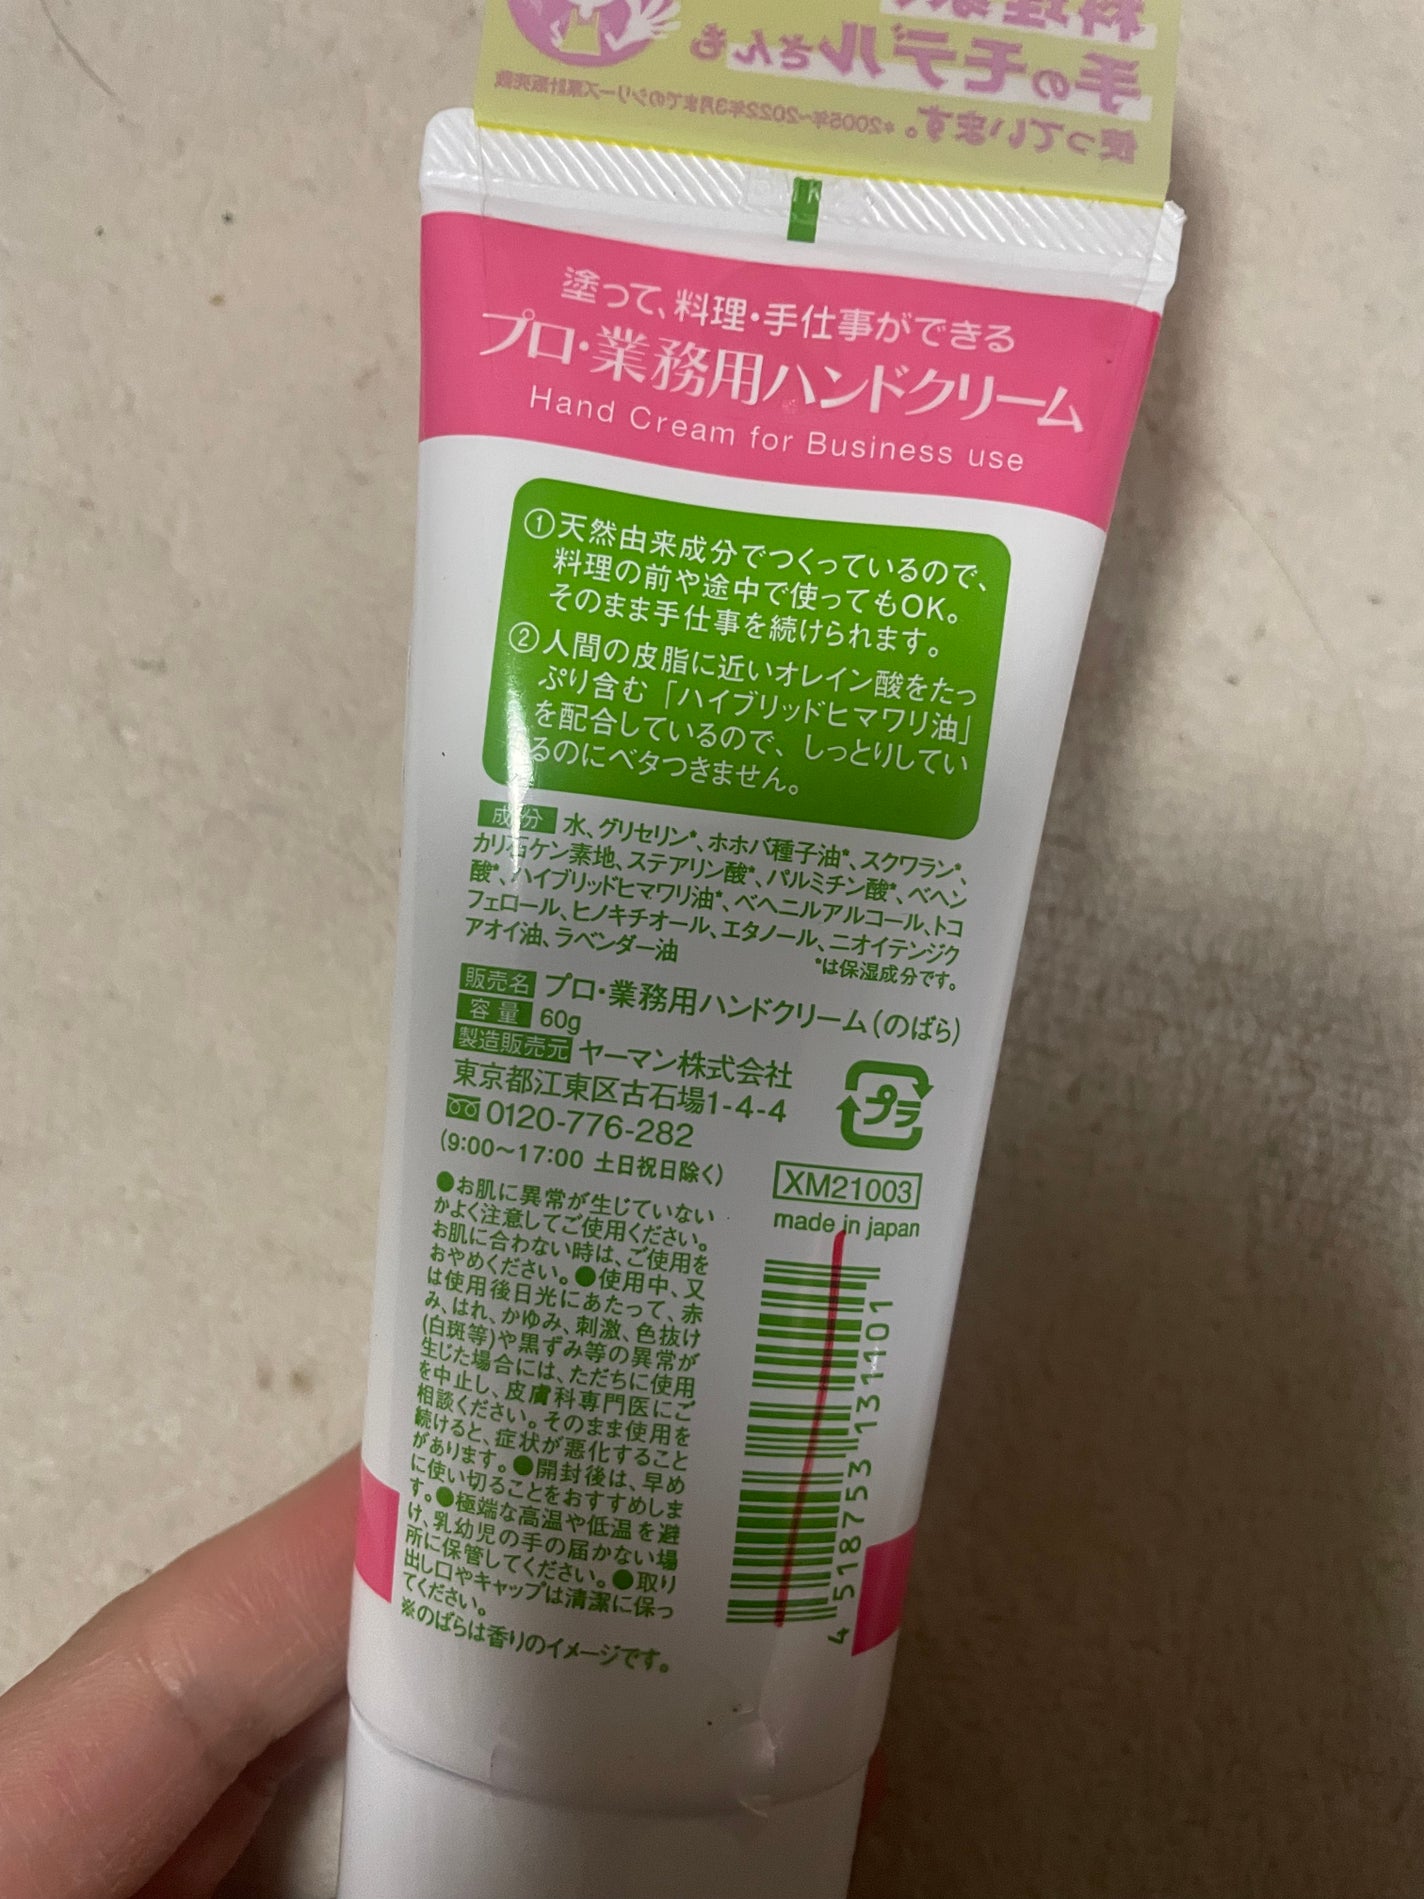 料理家、
手のモデルさんも
使っています。*2005年~2022年3月までのシリーズ累計販売数
塗って、料理・手仕事ができる
プロ・業務用ハンドクリーム
Hand Cream for Business use
①天然由来成分でつくっているので、
料理の前や途中で使ってもOK。
そのまま手仕事を続けられます。
②人間の皮脂に近いオレイン酸をたっ
ぷり含む「ハイブリッドヒマワリ油」
を配合しているので、しっとりしてい
るのにベタつきません。
成分 水、グリセリン*、ホホバ種子油*、スクワラン*、
カリ石ケン素地、ステアリン酸*、パルミチン酸*、ベヘン
酸*、ハイブリッドヒマワリ油*、ベヘニルアルコール、トコ
フェロール、ヒノキチオール、エタノール、ニオイテンジク
アオイ油、ラベンダー油 *は保湿成分です。
販売名 プロ・業務用ハンドクリーム(のばら)
容量 60g
製造販売元 ヤーマン株式会社
東京都江東区古石場1-4-4
0120-776-282
(9:00〜17:00 土日祝日除く)
プラ
XM21003
made in japan
●お肌に異常が生じていない
かよく注意してご使用ください。
お肌に合わない時は、ご使用を
おやめください。●使用中、又
は使用後日光にあたって、赤
み、はれ、かゆみ、刺激、色抜け
(白斑等)や黒ずみ等の異常が
生じた場合には、ただちに使用
を中止し、皮膚科専門医にご
相談ください。そのまま使用を
続けると、症状が悪化すること
があります。●開封後は、早め
に使い切ることをおすすめしま
す。●極端な高温や低温を避
け、乳幼児の手の届かない場
所に保管してください。●取り
出し口やキャップは清潔に保っ
てください。
※のばらは香りのイメージです。
4 518753 131101